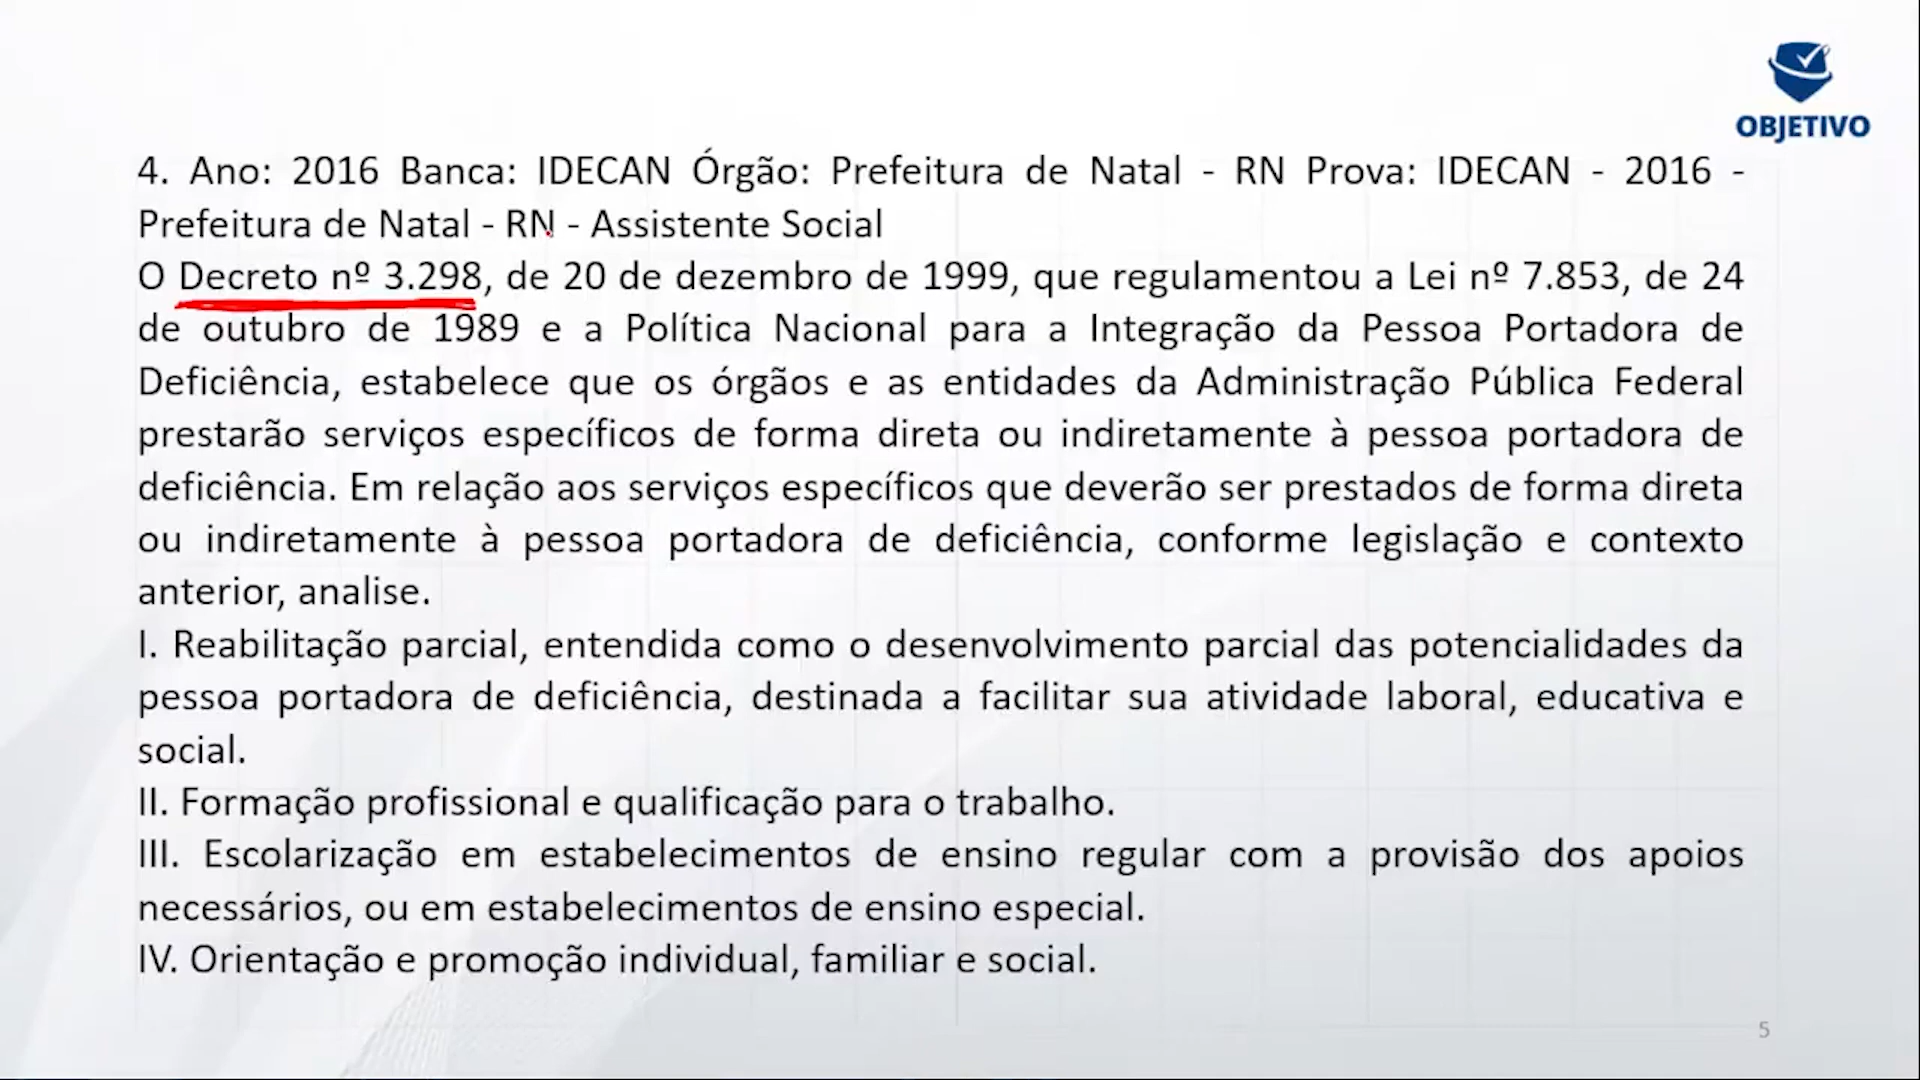 OBJETIVO
4. Ano: 2016 Banca: IDECAN Órgão: Prefeitura de Natal - RN Prova: IDECAN - 2016 -
Prefeitura de Natal - RN - Assistente Social
O Decreto nº 3.298, de 20 de dezembro de 1999, que regulamentou a Lei nº 7.853, de 24
de outubro de 1989 e a Política Nacional para a Integração da Pessoa Portadora de
Deficiência, estabelece que os órgãos e as entidades da Administração Pública Federal
prestarão serviços específicos de forma direta ou indiretamente à pessoa portadora de
deficiência. Em relação aos serviços específicos que deverão ser prestados de forma direta
ou indiretamente à pessoa portadora de deficiência, conforme legislação e contexto
anterior, analise.
I. Reabilitação parcial, entendida como o desenvolvimento parcial das potencialidades da
pessoa portadora de deficiência, destinada a facilitar sua atividade laboral, educativa e
social.
II. Formação profissional e qualificação para o trabalho.
III. Escolarização em estabelecimentos de ensino regular com a provisão dos apoios
necessários, ou em estabelecimentos de ensino especial.
IV. Orientação e promoção individual, familiar e social.
5